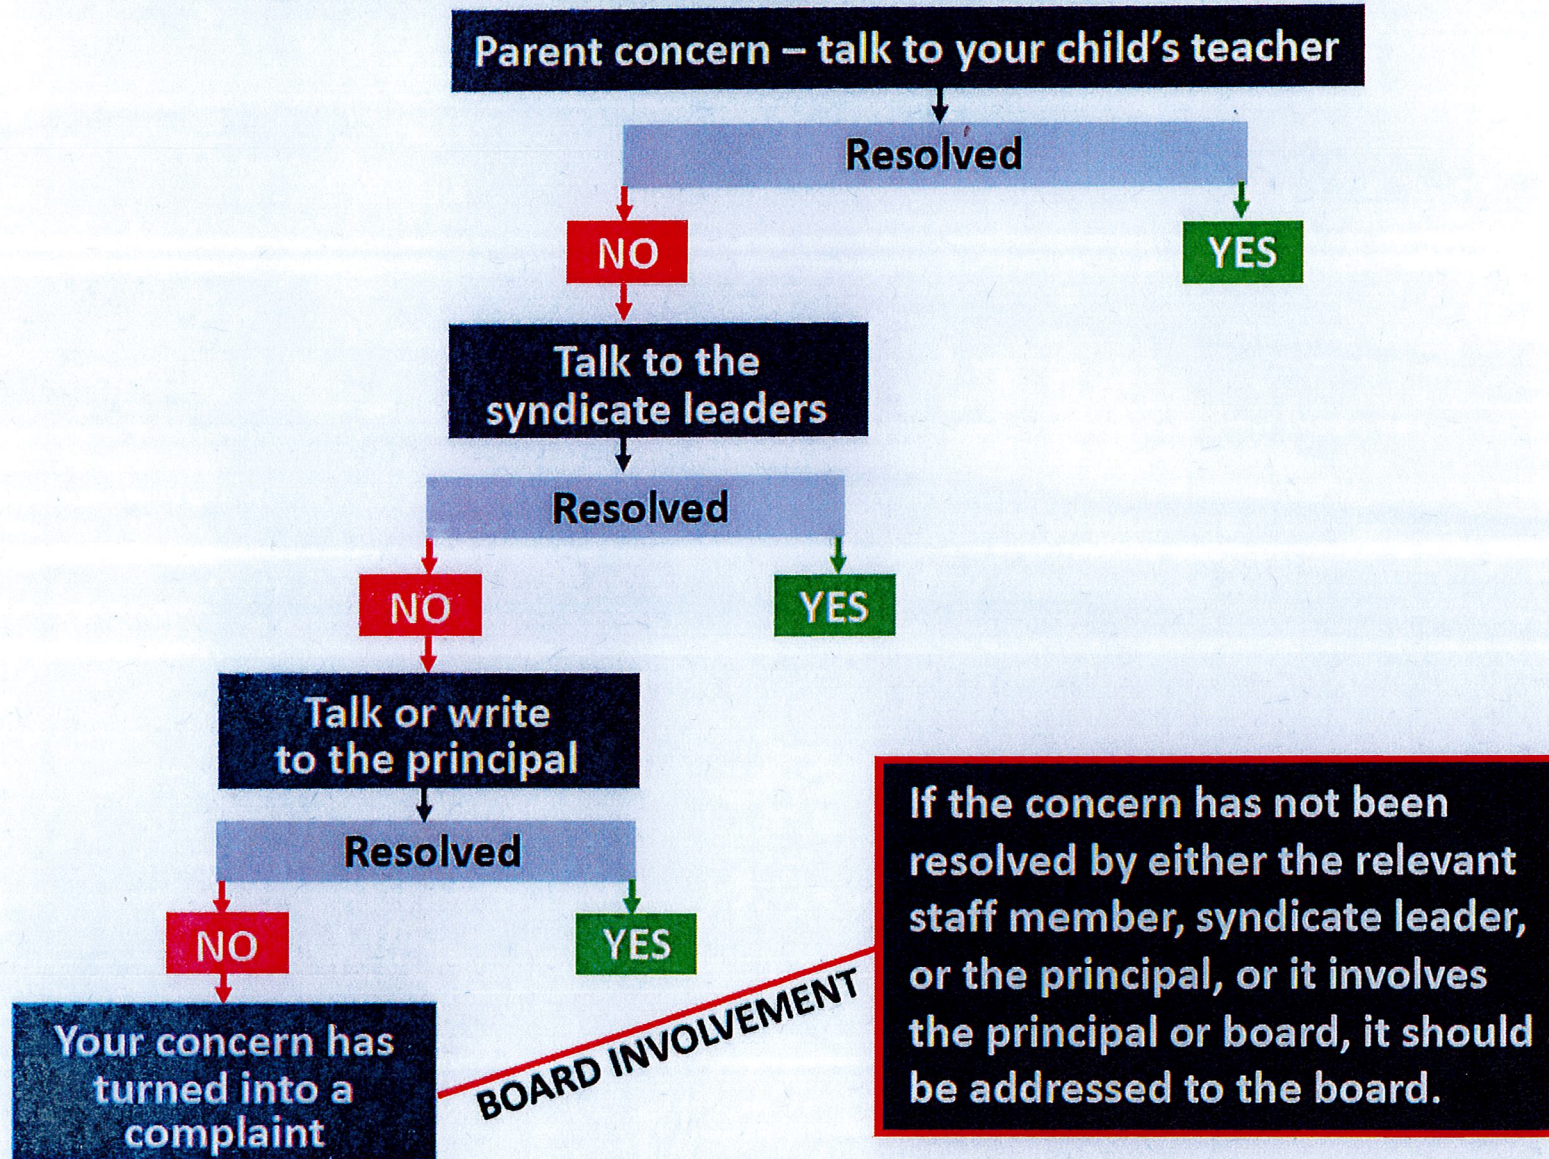 Parent concern – talk to your child's teacher
Resolved
NO
YES
Talk to the
syndicate leaders
Resolved
NO
YES
Talk or write
to the principal
Resolved
NO
YES
Your concern has
turned into a
complaint
BOARD INVOLVEMENT
If the concern has not been
resolved by either the relevant
staff member, syndicate leader,
or the principal, or it involves
the principal or board, it should
be addressed to the board.